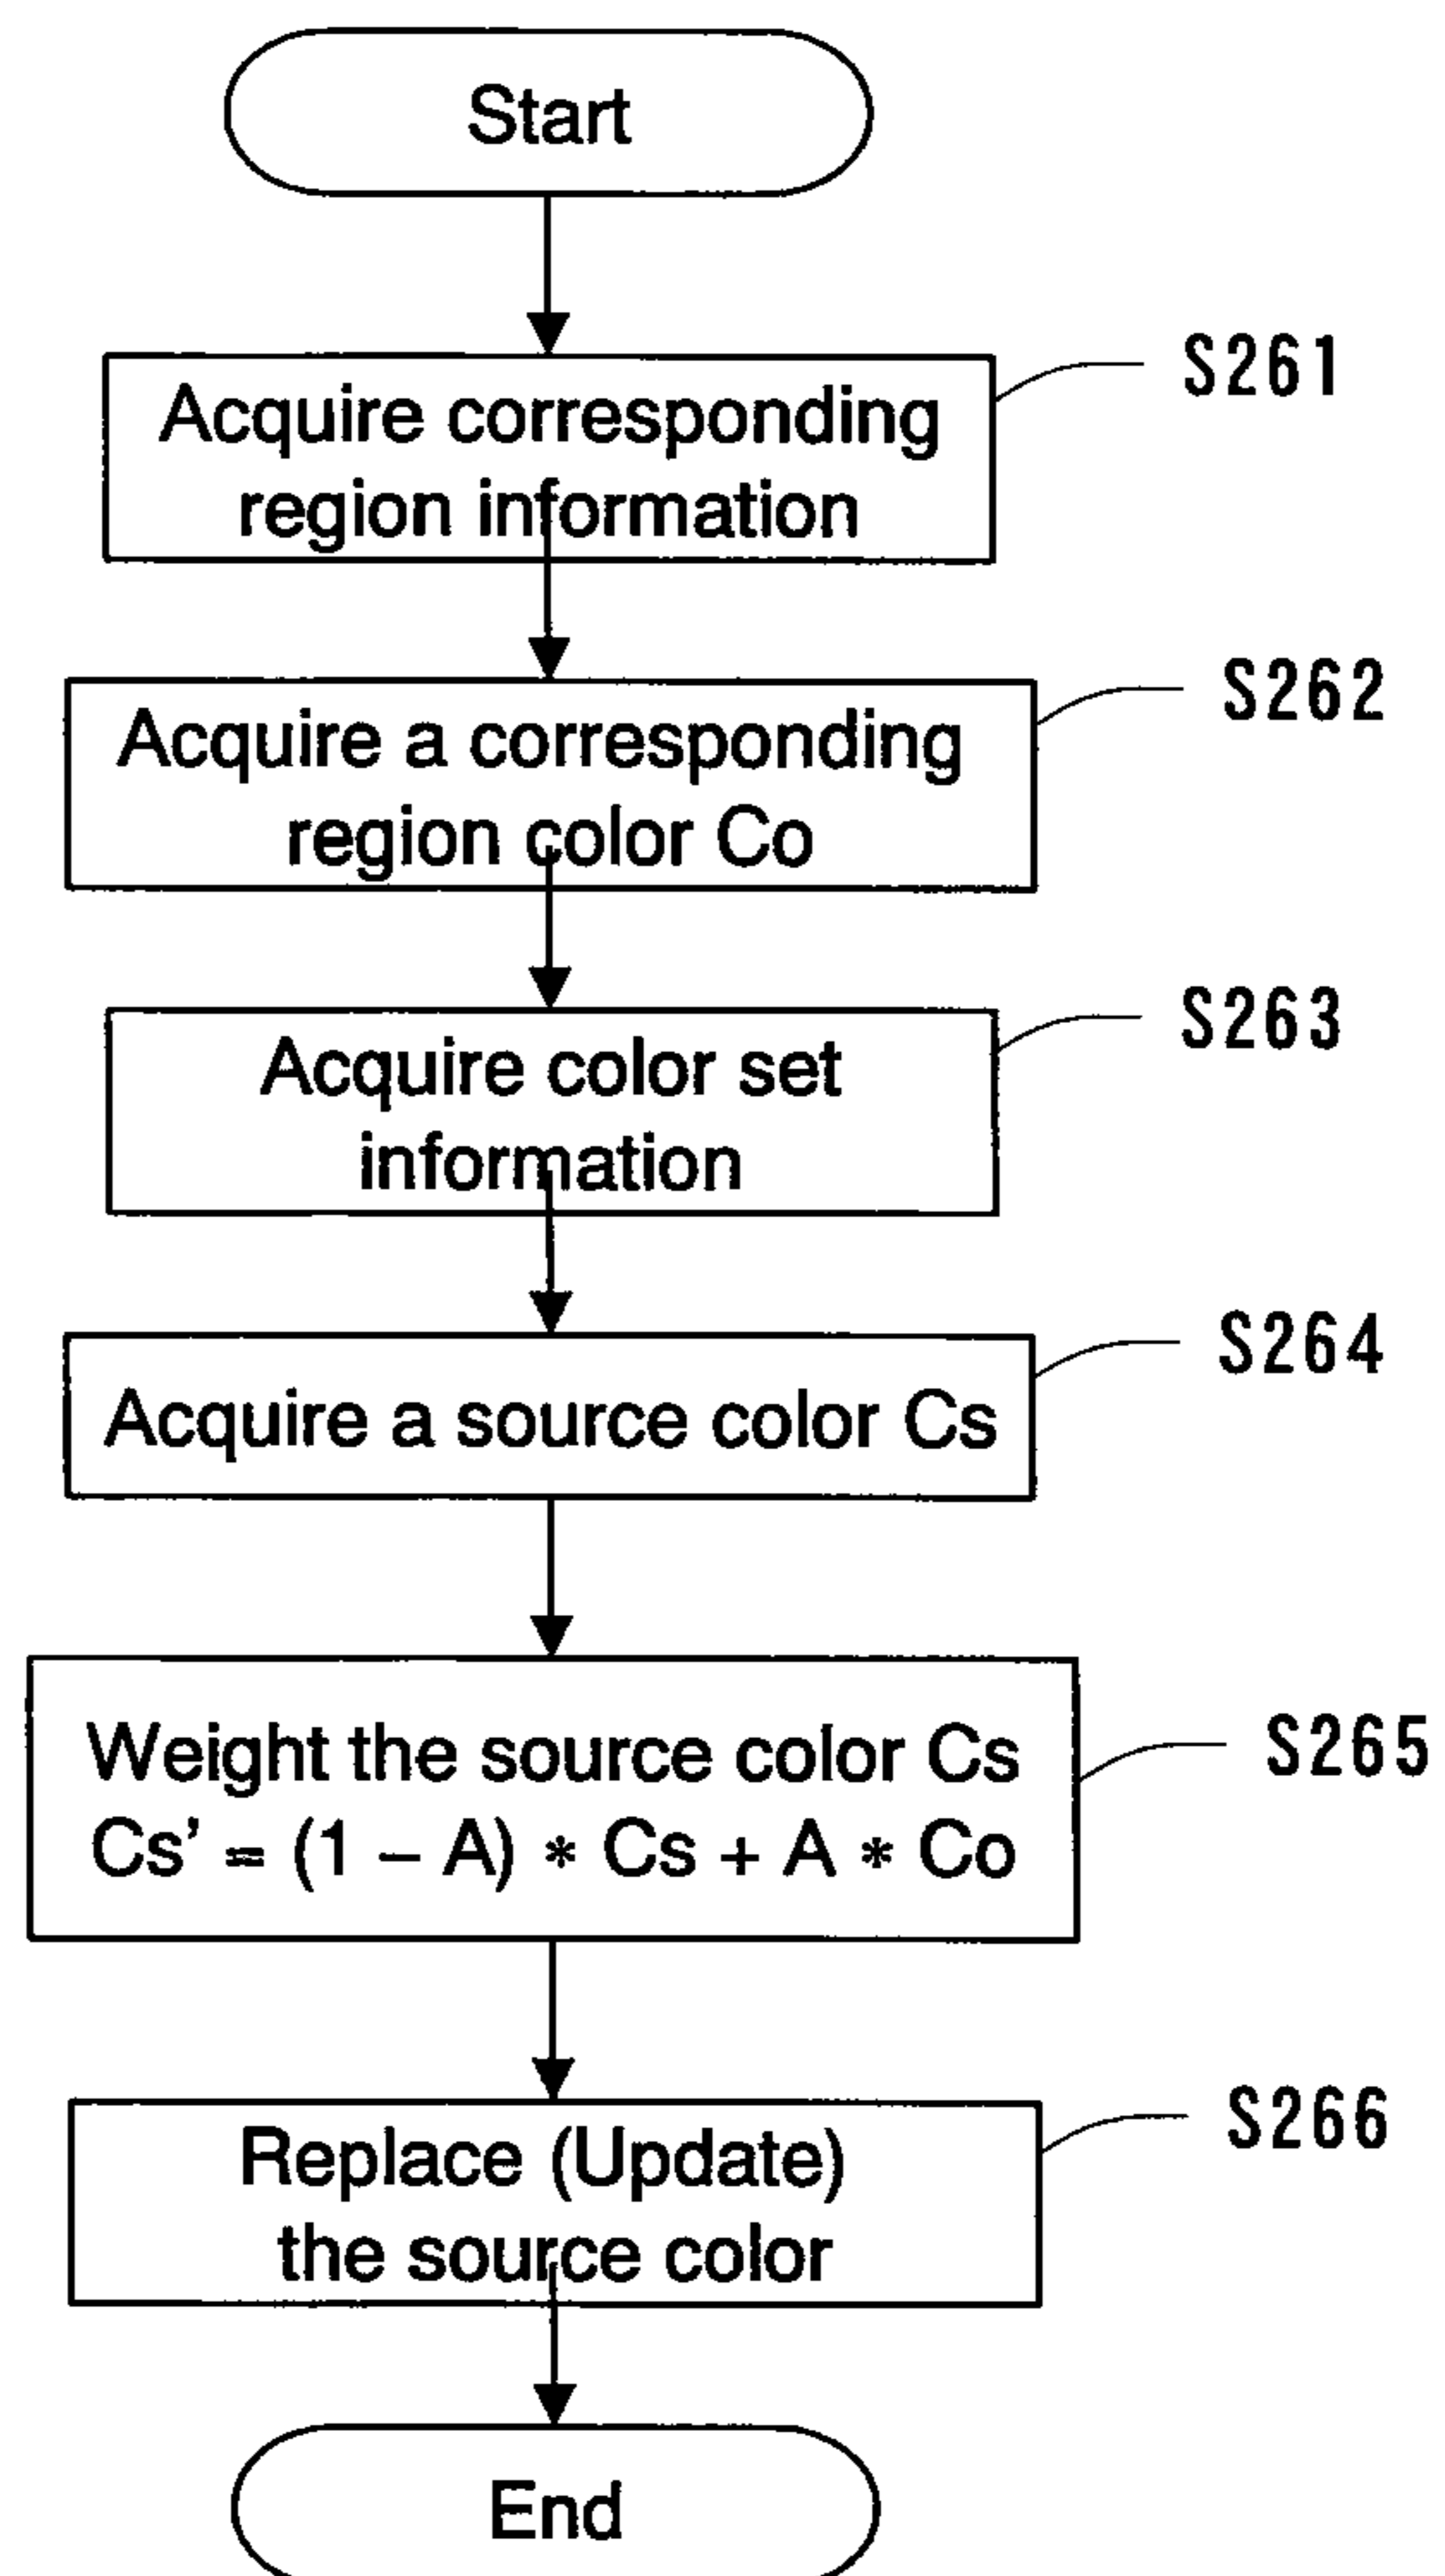 Start
Acquire corresponding
region information
S261
Acquire a corresponding
region color Co
S262
Acquire color set
information
S263
Acquire a source color Cs
S264
Weight the source color Cs
Cs’ = (1 – A) * Cs + A * Co
S265
Replace (Update)
the source color
S266
End